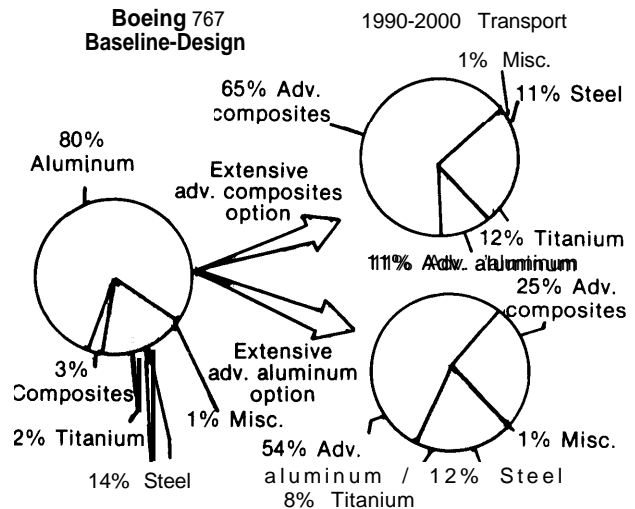 Boeing 767
Baseline-Design
1990-2000 Transport
1% Misc.
65% Adv.
composites
11% Steel
80%
Aluminum
Extensive
adv. composites
option
12% Titanium
11% Adv. aluminum
25% Adv.
composites
3%
Composites
Extensive
adv. aluminum
option
1% Misc.
2% Titanium
1% Misc.
54% Adv.
aluminum / 12% Steel
14% Steel
8% Titanium